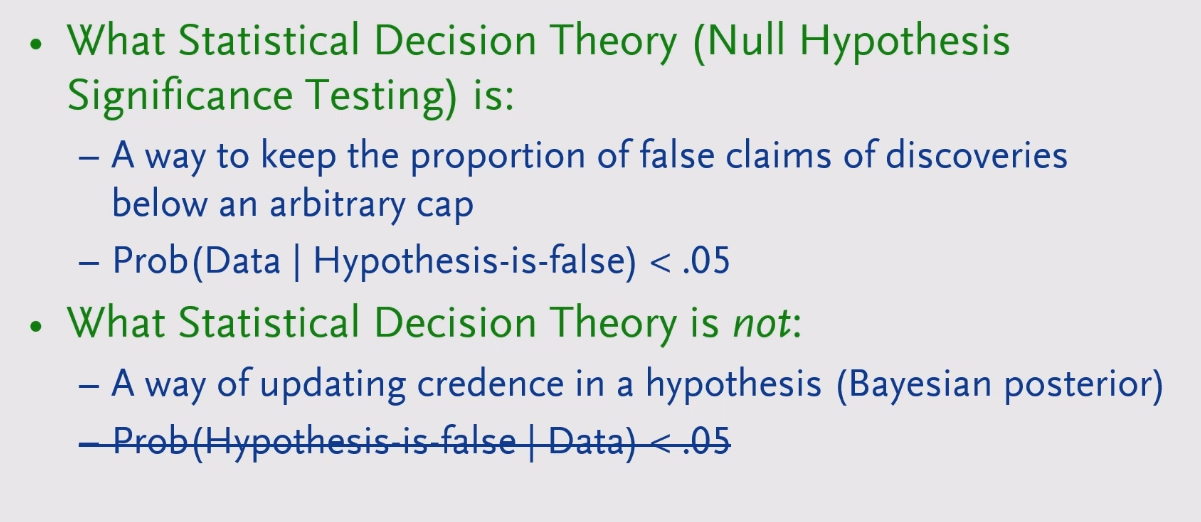 • What Statistical Decision Theory (Null Hypothesis
Significance Testing) is:
– A way to keep the proportion of false claims of discoveries
below an arbitrary cap
– Prob(Data | Hypothesis-is-false) < .05
• What Statistical Decision Theory is not:
– A way of updating credence in a hypothesis (Bayesian posterior)
– Prob(Hypothesis-is-false | Data) < .05